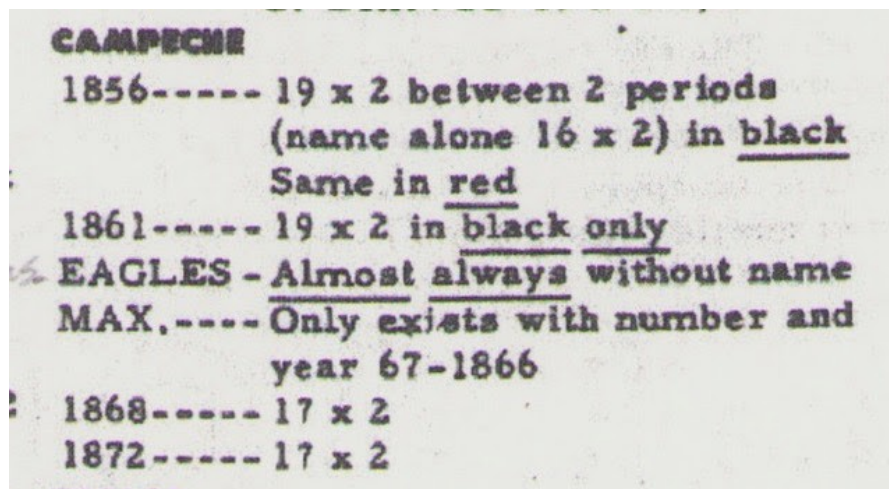 CAMPECHE
1856----- 19 x 2 between 2 periods
(name alone 16 x 2) in black
Same in red
1861----- 19 x 2 in black only
EAGLES - Almost always without name
MAX.---- Only exists with number and
year 67-1866
1868----- 17 x 2
1872----- 17 x 2